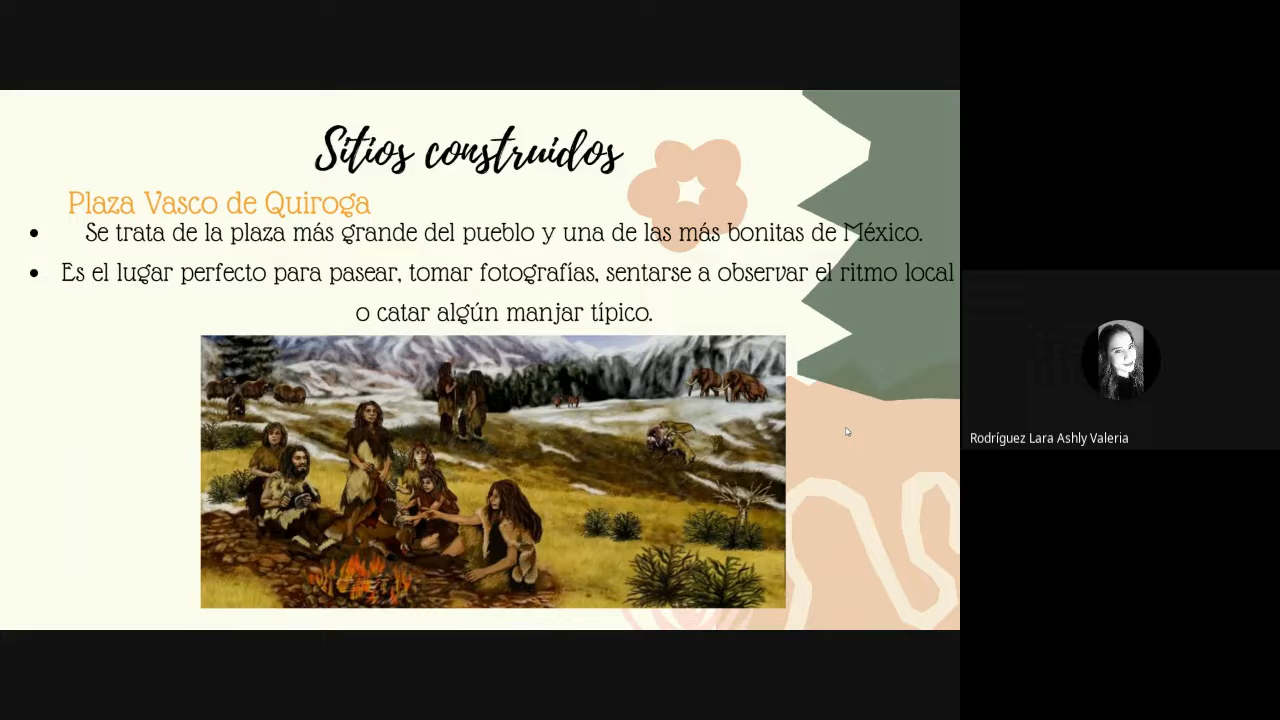 Sitios construidos
Plaza Vasco de Quiroga
Se trata de la plaza más grande del pueblo y una de las más bonitas de México.
Es el lugar perfecto para pasear, tomar fotografías, sentarse a observar el ritmo local
o catar algún manjar típico.
Rodríguez Lara Ashly Valeria